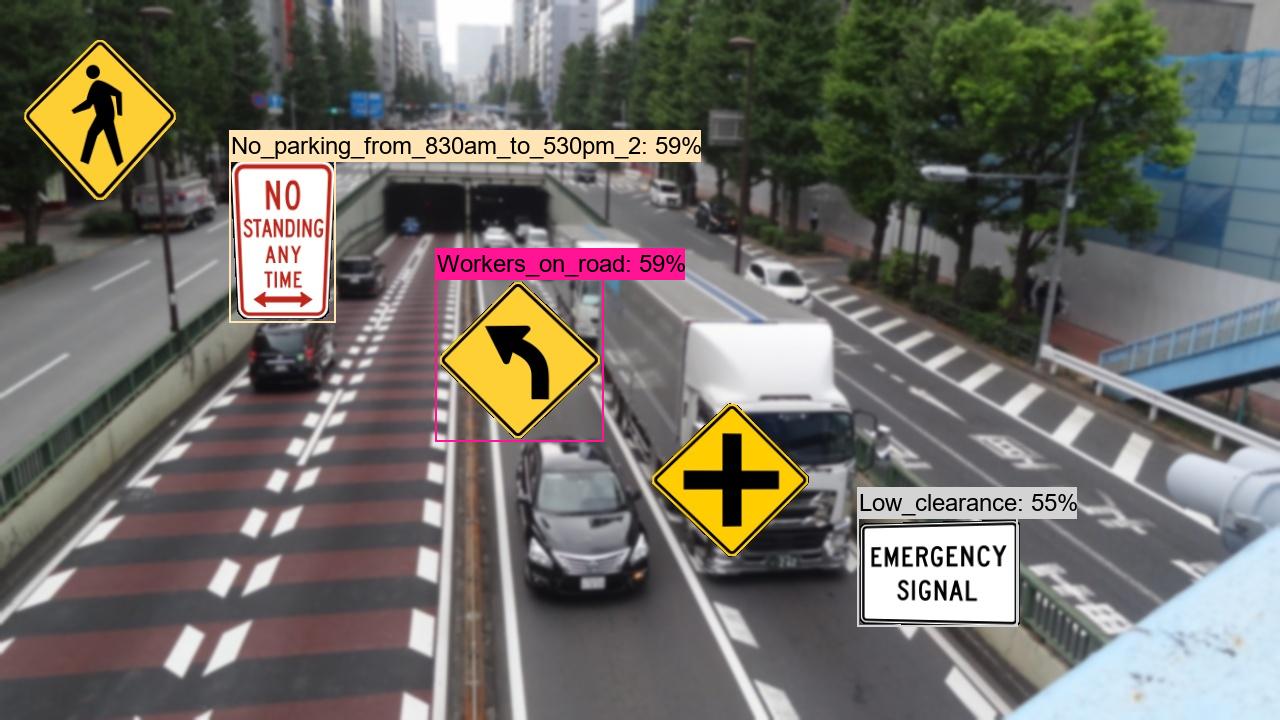 No_parking_from_830am_to_530pm_2: 59%
NO
STANDING
ANY
TIME
Workers_on_road: 59%
Low_clearance: 55%
EMERGENCY
SIGNAL